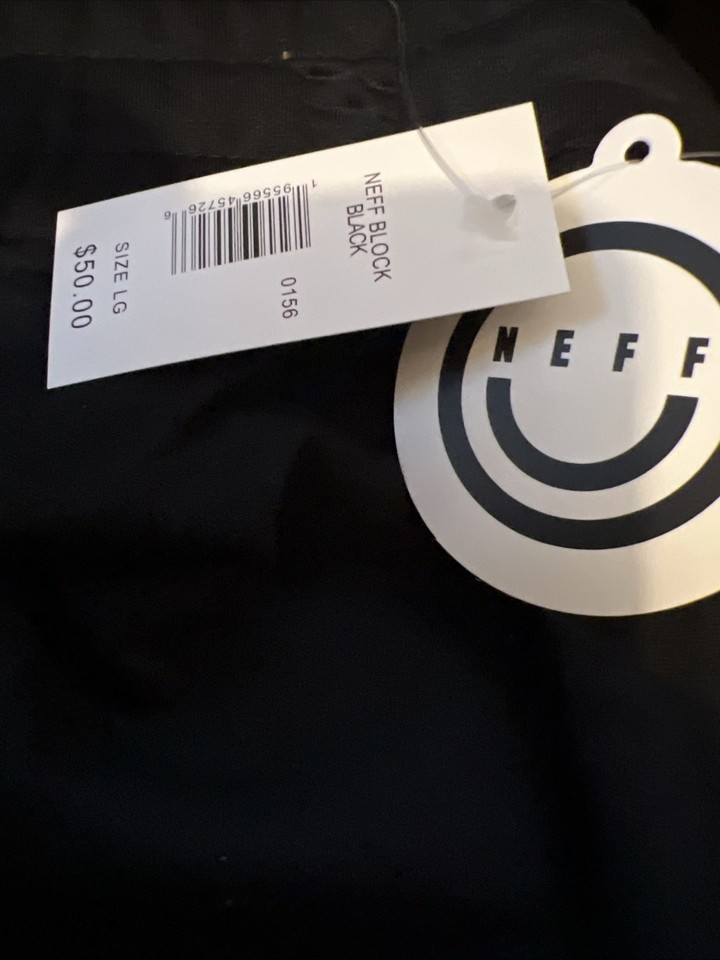 NEFF BLOCK
BLACK
0156
1 95566 45726 6
SIZE LG
$50.00
NEFF